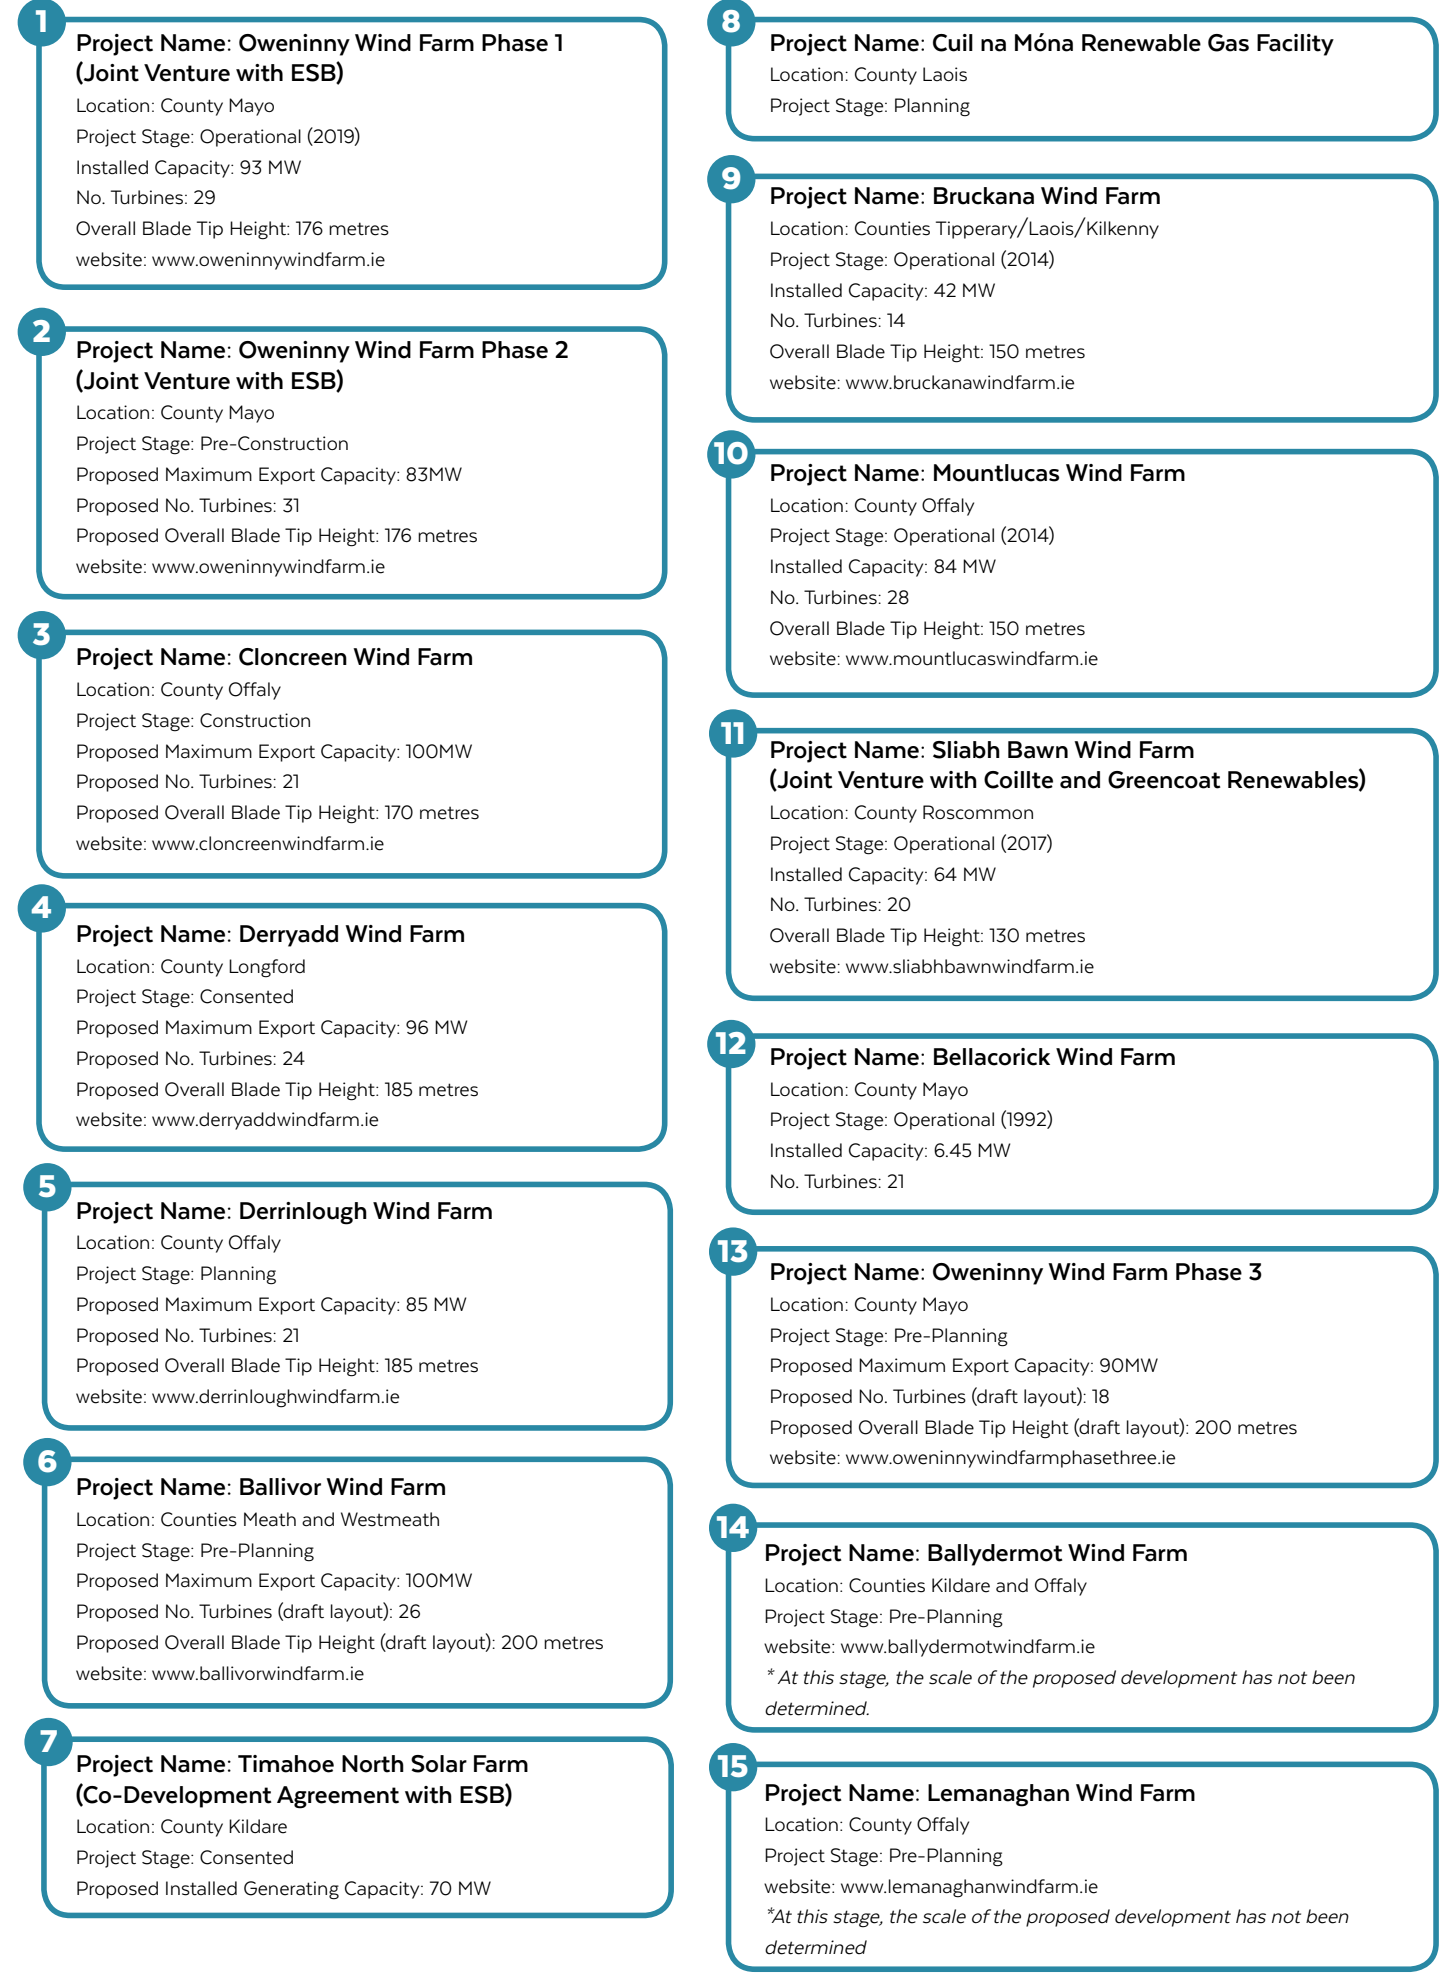 1
Project Name: Oweninny Wind Farm Phase 1
(Joint Venture with ESB)
Location: County Mayo
Project Stage: Operational (2019)
Installed Capacity: 93 MW
No. Turbines: 29
Overall Blade Tip Height: 176 metres
website: www.oweninnywindfarm.ie
2
Project Name: Oweninny Wind Farm Phase 2
(Joint Venture with ESB)
Location: County Mayo
Project Stage: Pre-Construction
Proposed Maximum Export Capacity: 83MW
Proposed No. Turbines: 31
Proposed Overall Blade Tip Height: 176 metres
website: www.oweninnywindfarm.ie
3
Project Name: Cloncreen Wind Farm
Location: County Offaly
Project Stage: Construction
Proposed Maximum Export Capacity: 100MW
Proposed No. Turbines: 21
Proposed Overall Blade Tip Height: 170 metres
website: www.cloncreenwindfarm.ie
4
Project Name: Derryadd Wind Farm
Location: County Longford
Project Stage: Consented
Proposed Maximum Export Capacity: 96 MW
Proposed No. Turbines: 24
Proposed Overall Blade Tip Height: 185 metres
website: www.derryaddwindfarm.ie
5
Project Name: Derrinlough Wind Farm
Location: County Offaly
Project Stage: Planning
Proposed Maximum Export Capacity: 85 MW
Proposed No. Turbines: 21
Proposed Overall Blade Tip Height: 185 metres
website: www.derrinloughwindfarm.ie
6
Project Name: Ballivor Wind Farm
Location: Counties Meath and Westmeath
Project Stage: Pre-Planning
Proposed Maximum Export Capacity: 100MW
Proposed No. Turbines (draft layout): 26
Proposed Overall Blade Tip Height (draft layout): 200 metres
website: www.ballivorwindfarm.ie
7
Project Name: Timahoe North Solar Farm
(Co-Development Agreement with ESB)
Location: County Kildare
Project Stage: Consented
Proposed Installed Generating Capacity: 70 MW
8
Project Name: Cuil na Móna Renewable Gas Facility
Location: County Laois
Project Stage: Planning
9
Project Name: Bruckana Wind Farm
Location: Counties Tipperary/Laois/Kilkenny
Project Stage: Operational (2014)
Installed Capacity: 42 MW
No. Turbines: 14
Overall Blade Tip Height: 150 metres
website: www.bruckanawindfarm.ie
10
Project Name: Mountlucas Wind Farm
Location: County Offaly
Project Stage: Operational (2014)
Installed Capacity: 84 MW
No. Turbines: 28
Overall Blade Tip Height: 150 metres
website: www.mountlucaswindfarm.ie
11
Project Name: Sliabh Bawn Wind Farm
(Joint Venture with Coillte and Greencoat Renewables)
Location: County Roscommon
Project Stage: Operational (2017)
Installed Capacity: 64 MW
No. Turbines: 20
Overall Blade Tip Height: 130 metres
website: www.sliabhbawnwindfarm.ie
12
Project Name: Bellacorick Wind Farm
Location: County Mayo
Project Stage: Operational (1992)
Installed Capacity: 6.45 MW
No. Turbines: 21
13
Project Name: Oweninny Wind Farm Phase 3
Location: County Mayo
Project Stage: Pre-Planning
Proposed Maximum Export Capacity: 90MW
Proposed No. Turbines (draft layout): 18
Proposed Overall Blade Tip Height (draft layout): 200 metres
website: www.oweninnywindfarmphasethree.ie
14
Project Name: Ballydermot Wind Farm
Location: Counties Kildare and Offaly
Project Stage: Pre-Planning
website: www.ballydermotwindfarm.ie
* At this stage, the scale of the proposed development has not been
determined.
15
Project Name: Lemanaghan Wind Farm
Location: County Offaly
Project Stage: Pre-Planning
website: www.lemanaghanwindfarm.ie
*At this stage, the scale of the proposed development has not been
determined